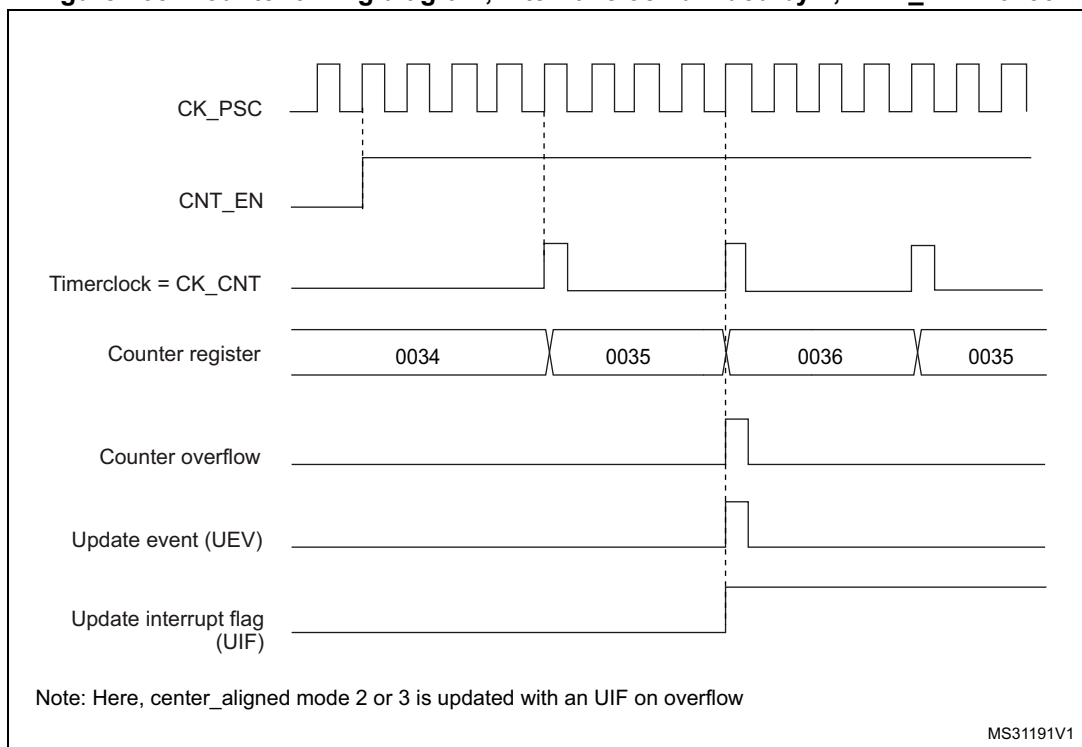 CK_PSC
CNT_EN
Timerclock = CK_CNT
Counter register
0034
0035
0036
0035
Counter overflow
Update event (UEV)
Update interrupt flag
(UIF)
Note: Here, center_aligned mode 2 or 3 is updated with an UIF on overflow
MS31191V1